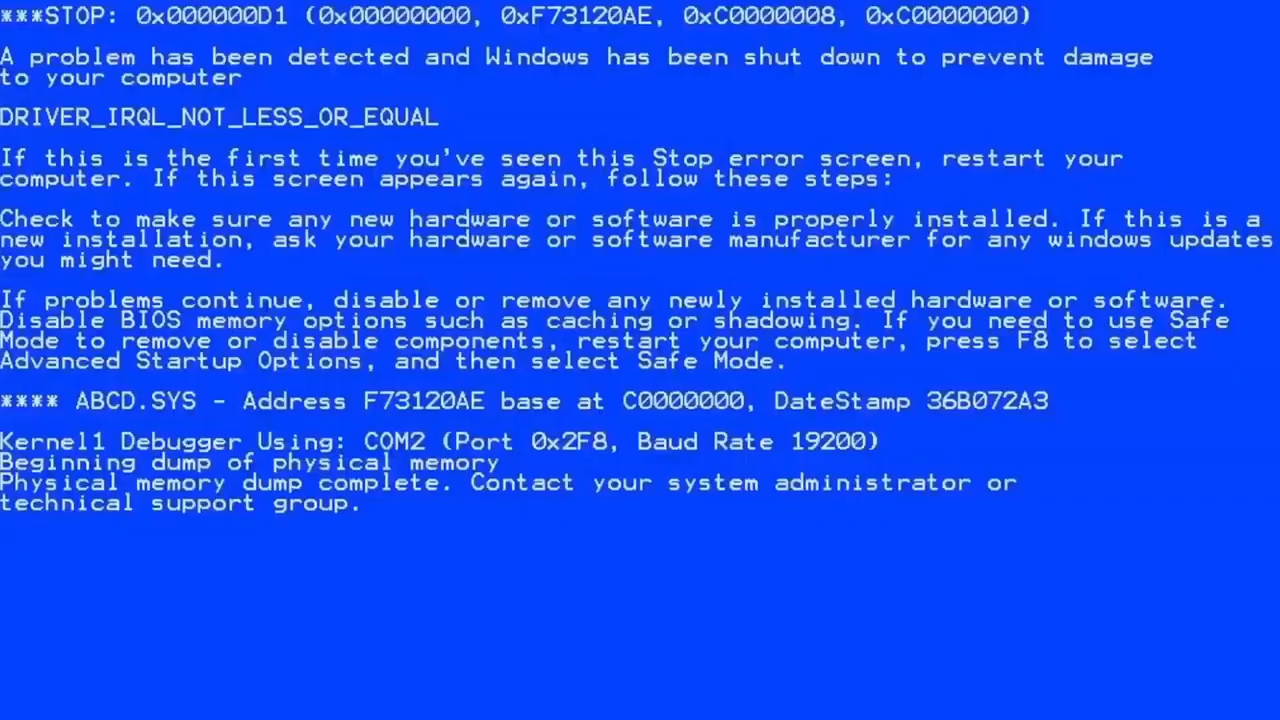 ***STOP: 0x000000D1 (0x00000000, 0xF73120AE, 0xC0000008, 0xC0000000)
A problem has been detected and Windows has been shut down to prevent damage
to your computer
DRIVER_IRQL_NOT_LESS_OR_EQUAL
If this is the first time you've seen this Stop error screen, restart your
computer. If this screen appears again, follow these steps:
Check to make sure any new hardware or software is properly installed. If this is a
new installation, ask your hardware or software manufacturer for any windows updates
you might need.
If problems continue, disable or remove any newly installed hardware or software.
Disable BIOS memory options such as caching or shadowing. If you need to use Safe
Mode to remove or disable components, restart your computer, press F8 to select
Advanced Startup Options, and then select Safe Mode.
**** ABCD.SYS - Address F73120AE base at C0000000, DateStamp 36B072A3
Kernel1 Debugger Using: COM2 (Port 0x2F8, Baud Rate 19200)
Beginning dump of physical memory
Physical memory dump complete. Contact your system administrator or
technical support group.